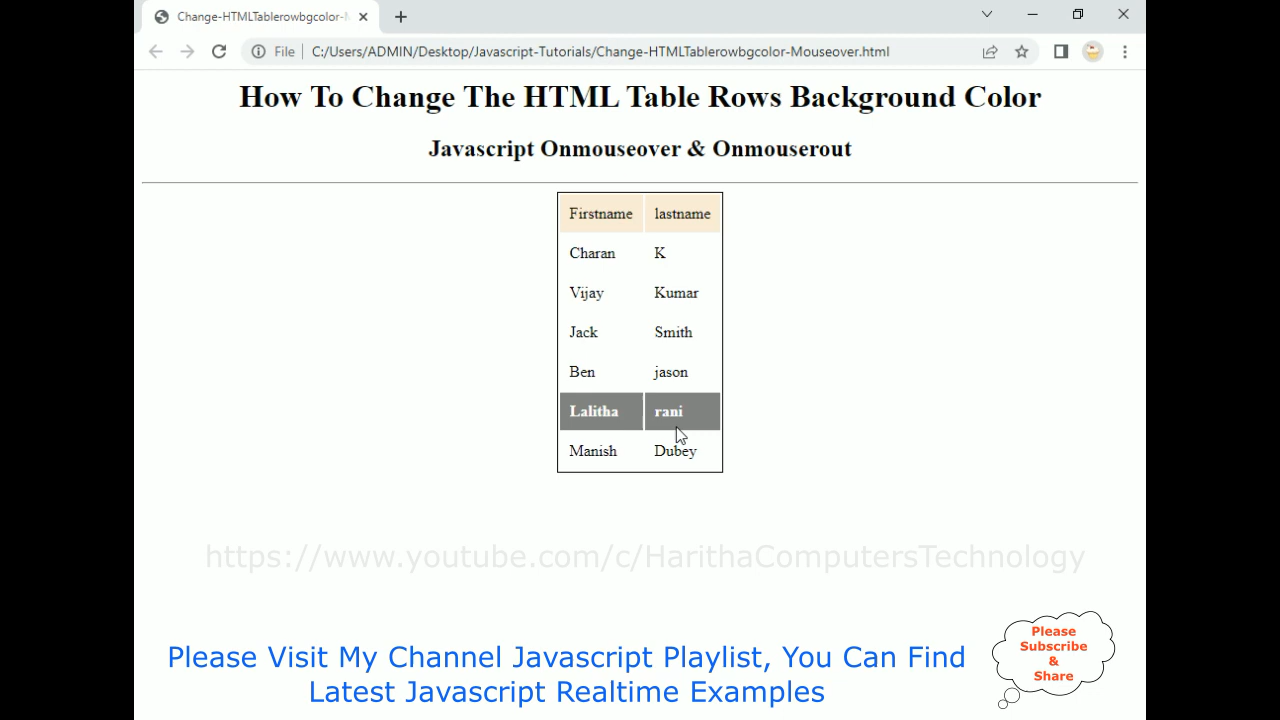 Change-HTMLTablerowbgcolor-M
File
C:/Users/ADMIN/Desktop/Javascript-Tutorials/Change-HTMLTablerowbgcolor-Mouseover.html
How To Change The HTML Table Rows Background Color
Javascript Onmouseover & Onmouserout
Firstname lastname
Charan K
Vijay Kumar
Jack Smith
Ben jason
Lalitha rani
Manish Dubey
https://www.youtube.com/c/HarithaComputersTechnology
Please Visit My Channel Javascript Playlist, You Can Find
Latest Javascript Realtime Examples
Please
Subscribe
&
Share